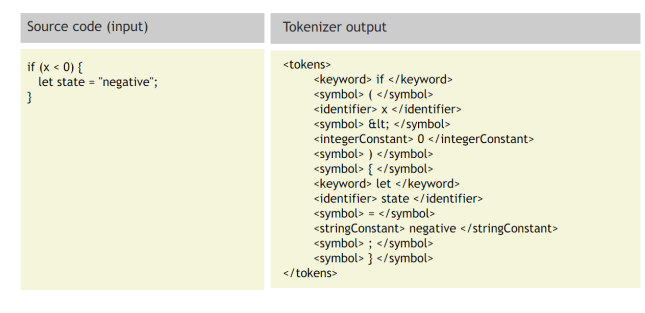 Source code (input)
if (x < 0) {
let state = "negative";
}
Tokenizer output
<tokens>
<keyword> if </keyword>
<symbol> ( </symbol>
<identifier> x </identifier>
<symbol> &lt; </symbol>
<integerConstant> 0 </integerConstant>
<symbol> ) </symbol>
<symbol> { </symbol>
<keyword> let </keyword>
<identifier> state </identifier>
<symbol> = </symbol>
<stringConstant> negative </stringConstant>
<symbol> ; </symbol>
<symbol> } </symbol>
</tokens>